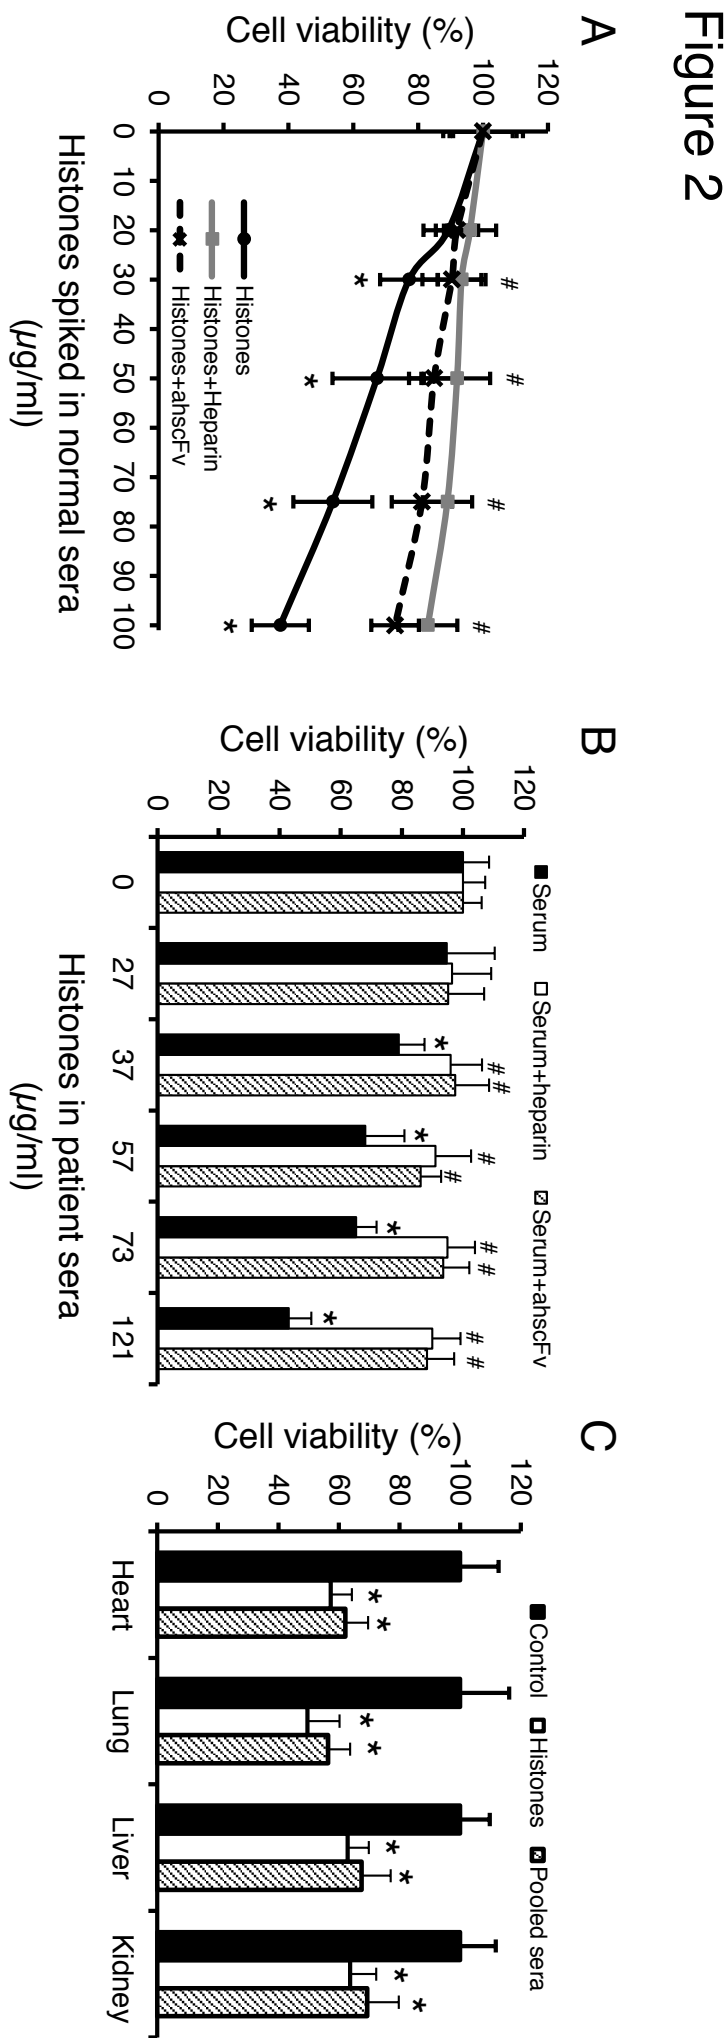 Figure 2
A
Cell viability (%)
120
100
80
60
40
20
0
# # # #
* * * *
Histones
Histones+Heparin
Histones+ahscFv
0 10 20 30 40 50 60 70 80 90 100
Histones spiked in normal sera
(µg/ml)
B
Serum Serum+heparin Serum+ahscFv
Cell viability (%)
120
100
80
60
40
20
0
* # #
* # #
* # #
* # #
0 27 37 57 73 121
Histones in patient sera
(µg/ml)
C
Control Histones Pooled sera
Cell viability (%)
120
100
80
60
40
20
0
* *
* *
* *
* *
Heart Lung Liver Kidney